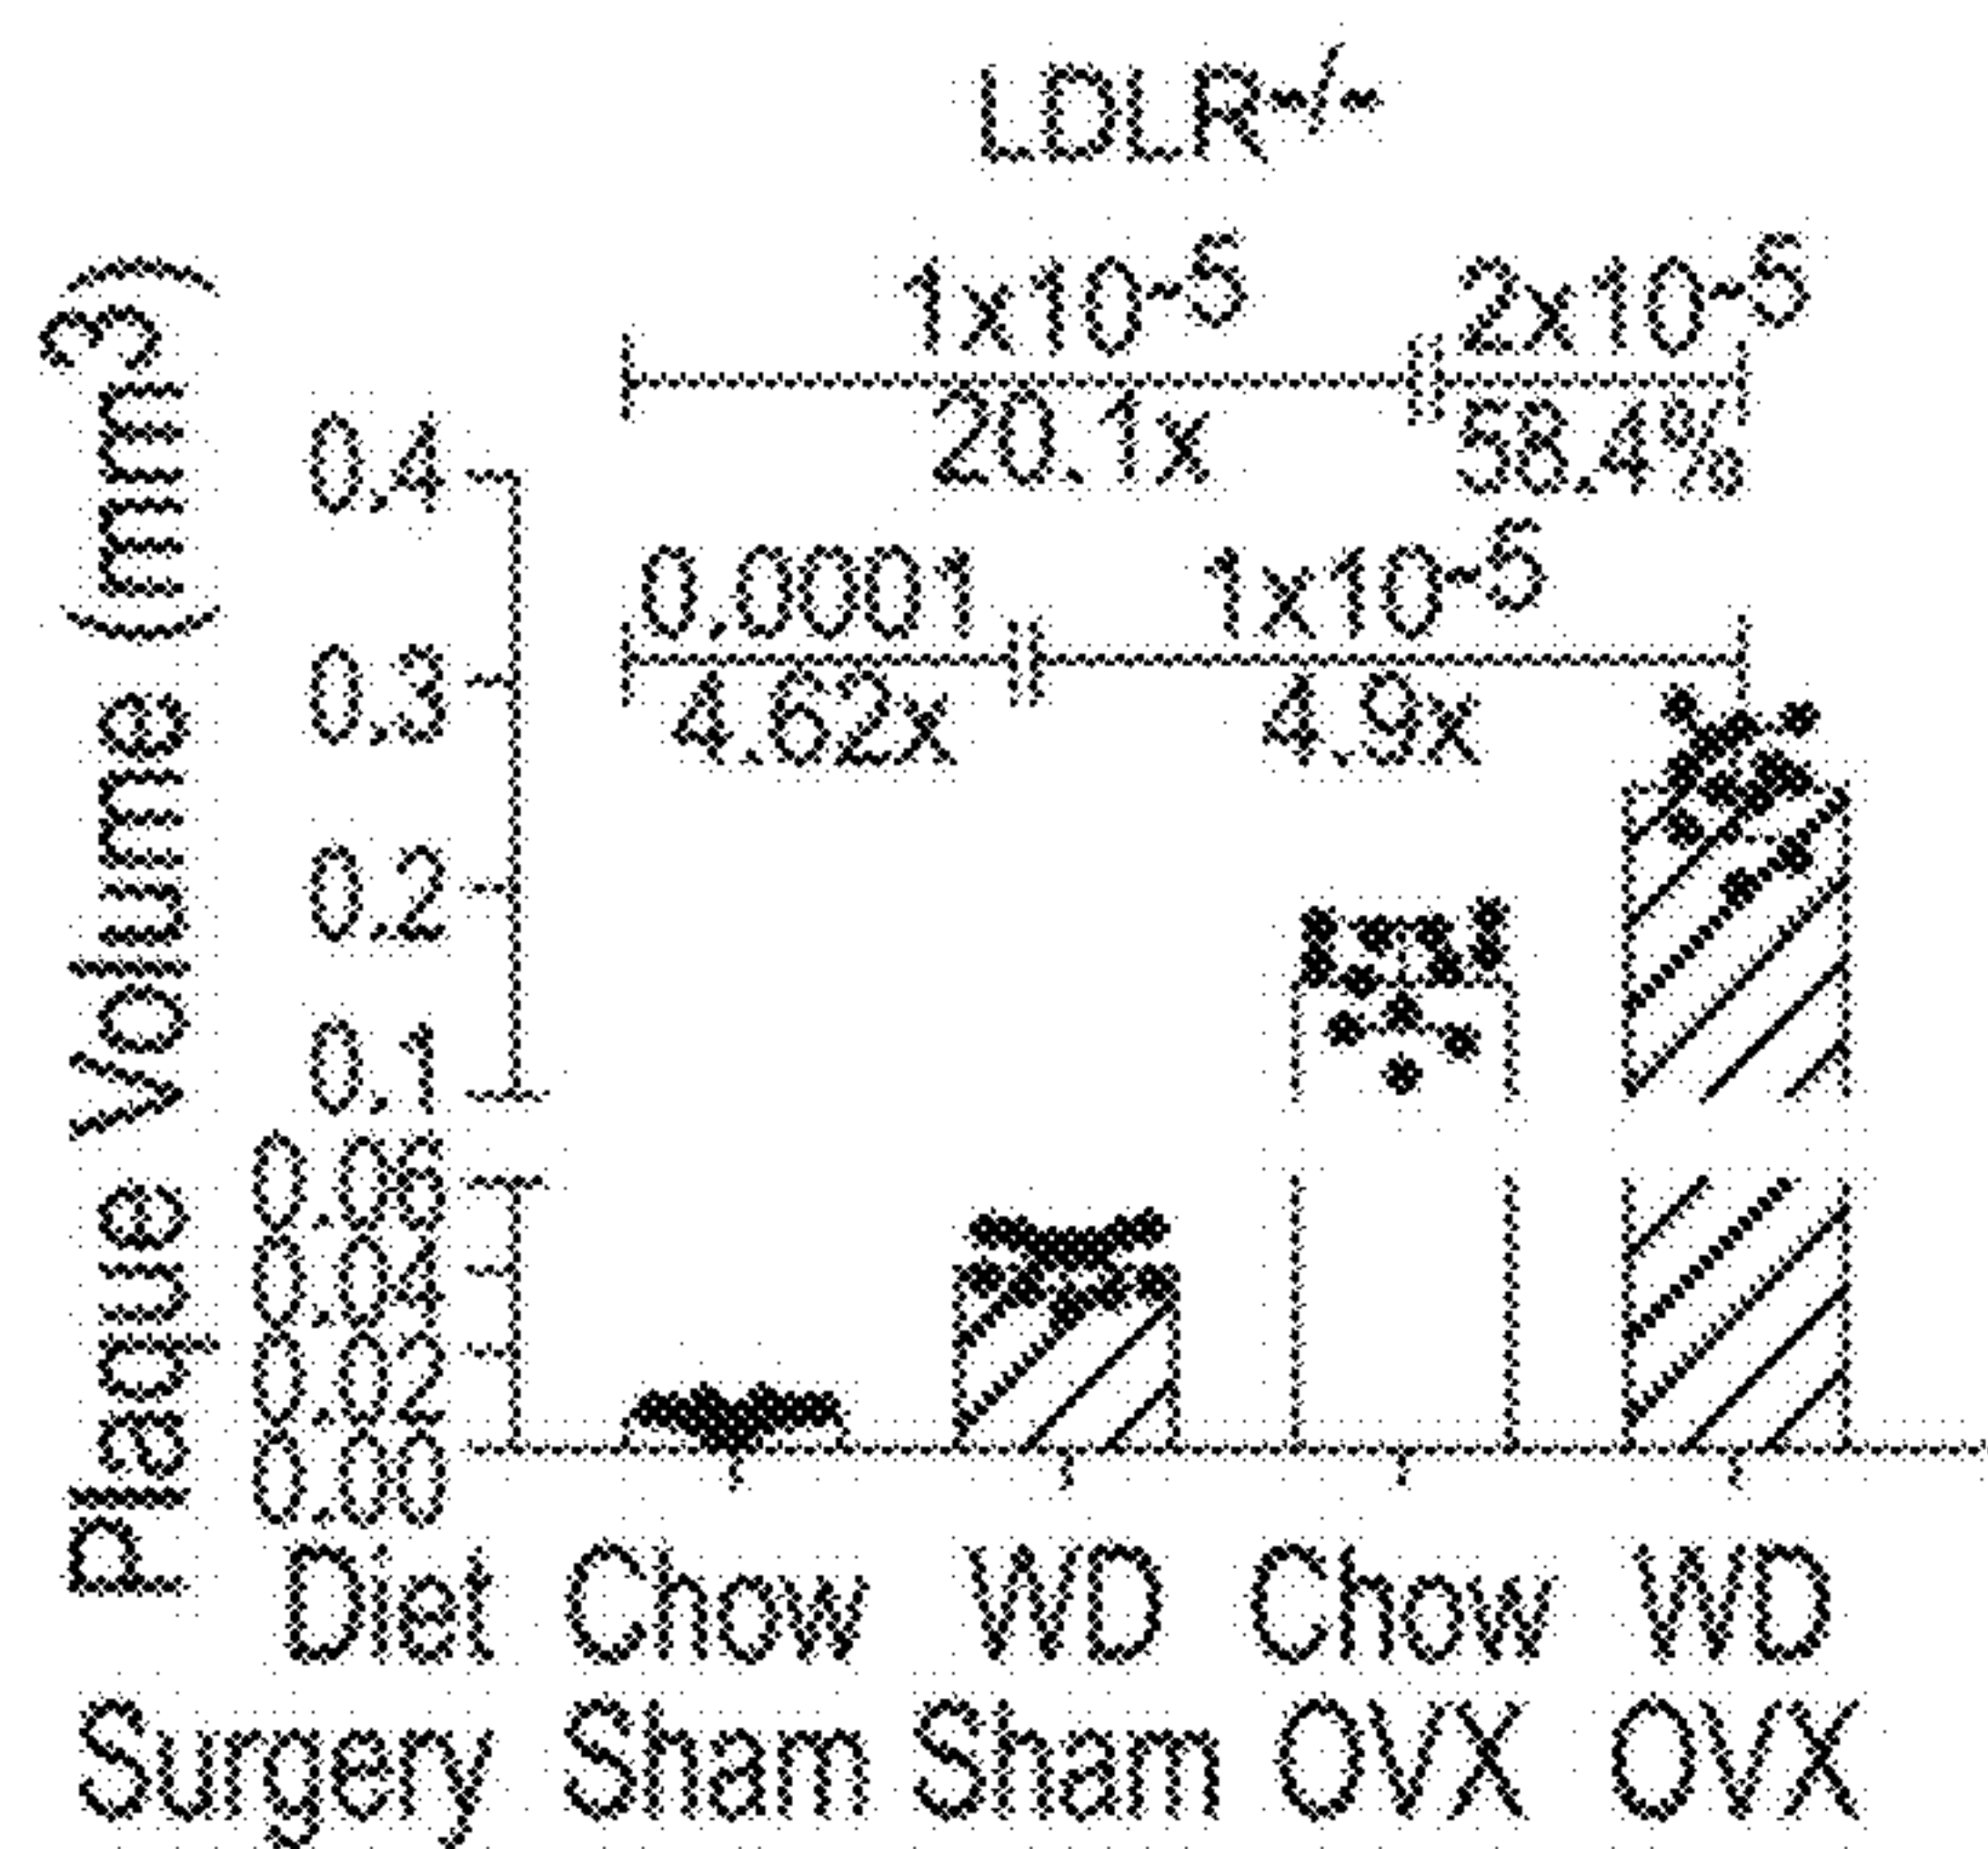 LDLR-/-
1x10-5 2x10-5
20.1x 58.4%
0.0001 1x10-5
4.62x 4.9x
Plaque Volume (mm3)
0.4
0.3
0.2
0.1
0.06
0.04
0.02
0.00
Diet Chow WD Chow WD
Surgery Sham Sham OVX OVX